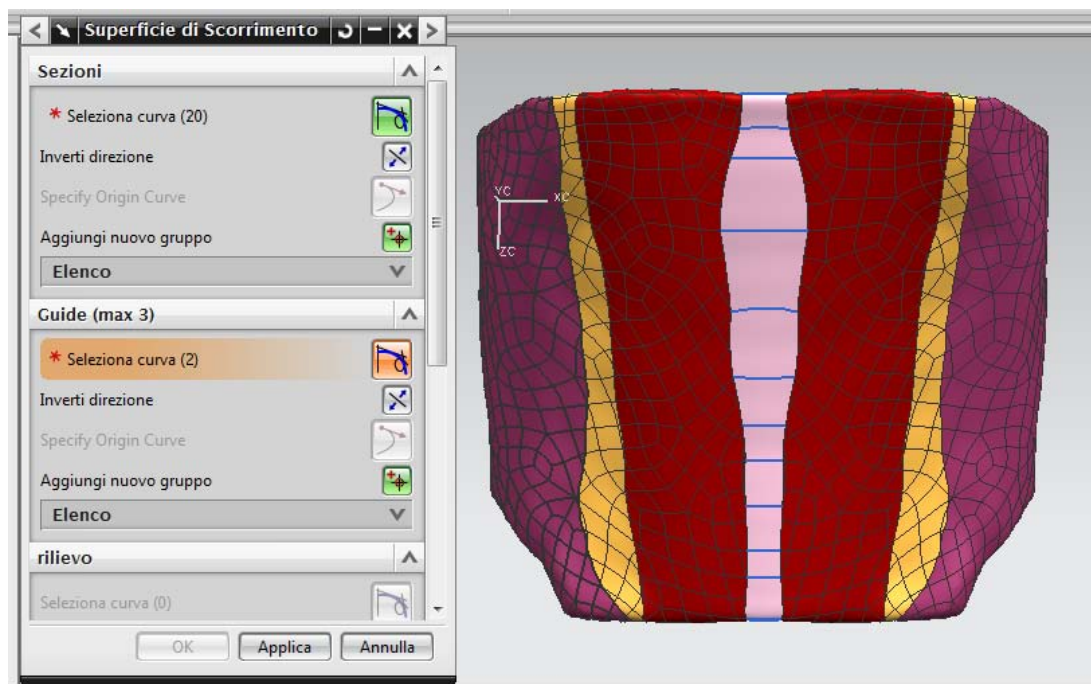 Superficie di Scorrimento
Sezioni
* Seleziona curva (20)
Inverti direzione
Specify Origin Curve
Aggiungi nuovo gruppo
Elenco
Guide (max 3)
* Seleziona curva (2)
Inverti direzione
Specify Origin Curve
Aggiungi nuovo gruppo
Elenco
rilievo
Seleziona curva (0)
OK Applica Annulla
YC
XC
ZC